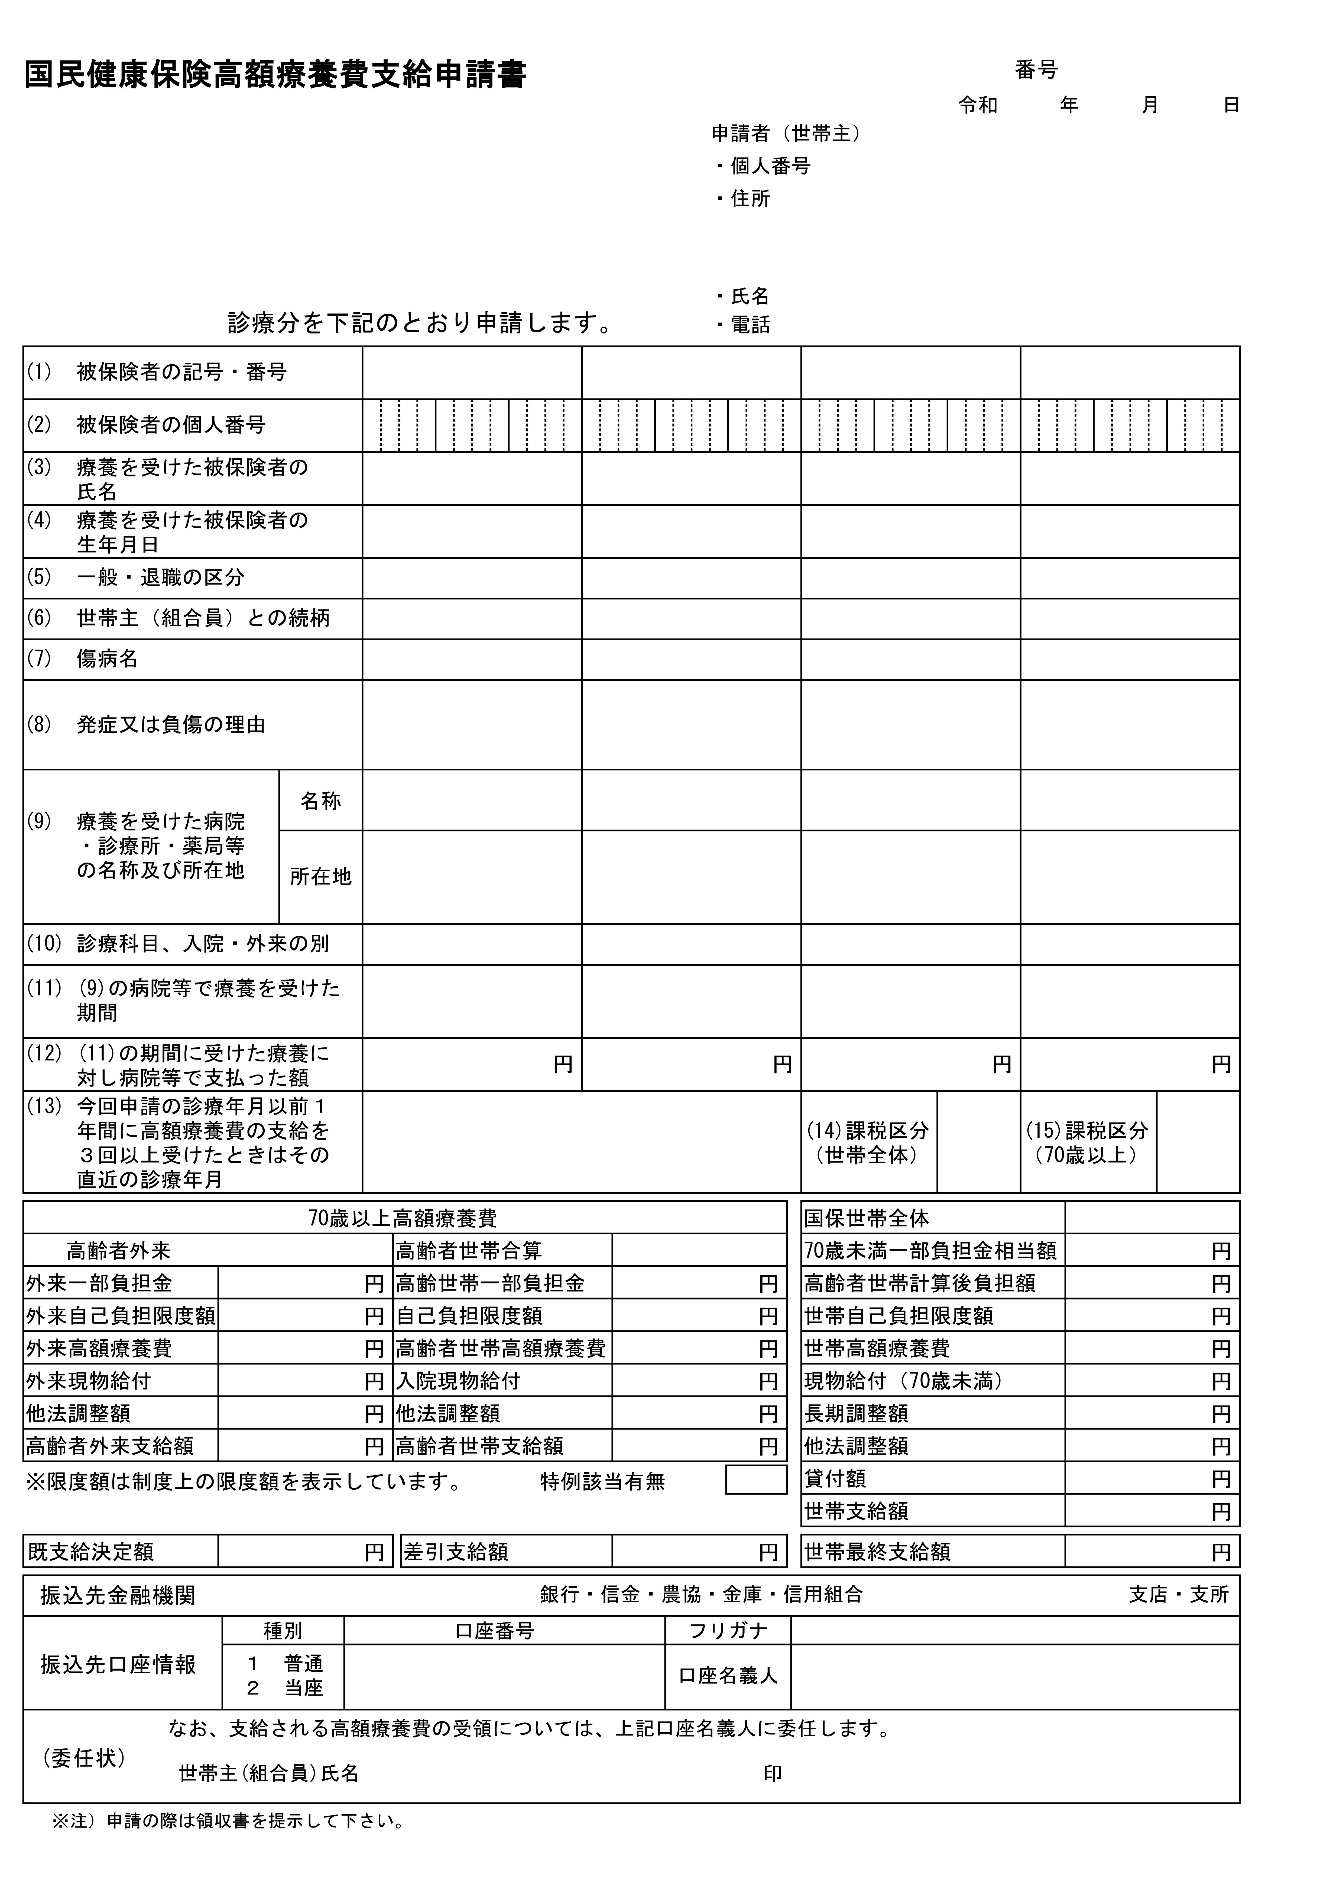 国民健康保険高額療養費支給申請書
番号
令和 年 月 日
申請者（世帯主）
・個人番号
・住所
・氏名
診療分を下記のとおり申請します。
・電話
(1) 被保険者の記号・番号
(2) 被保険者の個人番号
(3) 療養を受けた被保険者の
氏名
(4) 療養を受けた被保険者の
生年月日
(5) 一般・退職の区分
(6) 世帯主（組合員）との続柄
(7) 傷病名
(8) 発症又は負傷の理由
(9) 療養を受けた病院
・診療所・薬局等
の名称及び所在地
名称
所在地
(10) 診療科目、入院・外来の別
(11) (9)の病院等で療養を受けた
期間
(12) (11)の期間に受けた療養に
対し病院等で支払った額
円 円 円 円
(13) 今回申請の診療年月以前１
年間に高額療養費の支給を
３回以上受けたときはその
直近の診療年月
(14)課税区分
（世帯全体）
(15)課税区分
（70歳以上）
70歳以上高額療養費 国保世帯全体
高齢者外来 高齢者世帯合算 70歳未満一部負担金相当額 円
外来一部負担金 円 高齢世帯一部負担金 円 高齢者世帯計算後負担額 円
外来自己負担限度額 円 自己負担限度額 円 世帯自己負担限度額 円
外来高額療養費 円 高齢者世帯高額療養費 円 世帯高額療養費 円
外来現物給付 円 入院現物給付 円 現物給付（70歳未満） 円
他法調整額 円 他法調整額 円 長期調整額 円
高齢者外来支給額 円 高齢者世帯支給額 円 他法調整額 円
※限度額は制度上の限度額を表示しています。 特例該当有無 貸付額 円
世帯支給額 円
既支給決定額 円 差引支給額 円 世帯最終支給額 円
振込先金融機関 銀行・信金・農協・金庫・信用組合 支店・支所
振込先口座情報
種別 口座番号 フリガナ
１ 普通
２ 当座
口座名義人
なお、支給される高額療養費の受領については、上記口座名義人に委任します。
（委任状）
世帯主(組合員)氏名 印
※注）申請の際は領収書を提示して下さい。